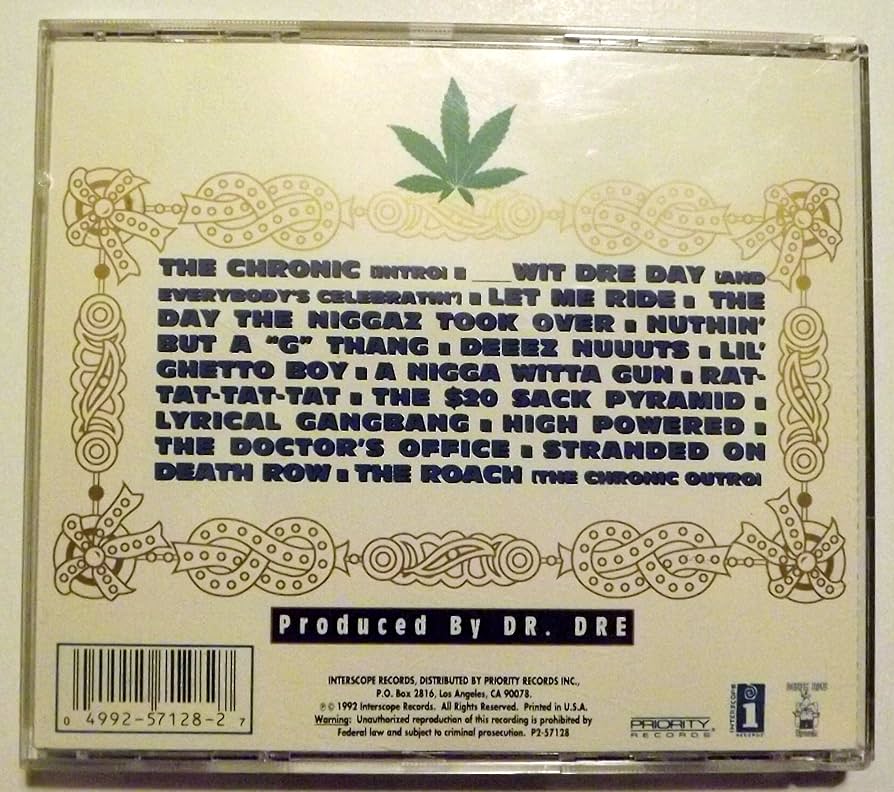 THE CHRONIC (INTRO) ■ ___WIT DRE DAY (AND
EVERYBODY'S CELEBRATIN') ■ LET ME RIDE ■ THE
DAY THE NIGGAZ TOOK OVER ■ NUTHIN'
BUT A "G" THANG ■ DEEEZ NUUUTS ■ LIL'
GHETTO BOY ■ A NIGGA WITTA GUN ■ RAT-
TAT-TAT-TAT ■ THE $20 SACK PYRAMID ■
LYRICAL GANGBANG ■ HIGH POWERED ■
THE DOCTOR'S OFFICE ■ STRANDED ON
DEATH ROW ■ THE ROACH (THE CHRONIC OUTRO)
Produced By DR. DRE
INTERSCOPE RECORDS, DISTRIBUTED BY PRIORITY RECORDS INC.,
P.O. Box 2816, Los Angeles, CA 90078.
℗ © 1992 Interscope Records. All Rights Reserved. Printed in U.S.A.
Warning: Unauthorized reproduction of this recording is prohibited by
Federal law and subject to criminal prosecution. P2-57128
0 4992-57128-2 7
PRIORITY
RECORDS
INTERSCOPE
i
RECORDS